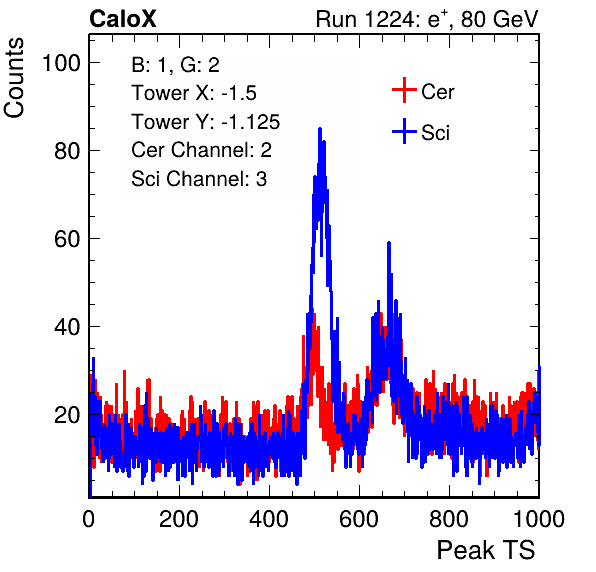 CaloX Run 1224: e⁺, 80 GeV
Counts
100
80
60
40
20
B: 1, G: 2
Tower X: -1.5
Tower Y: -1.125
Cer Channel: 2
Sci Channel: 3
Cer
Sci
0 200 400 600 800 1000
Peak TS